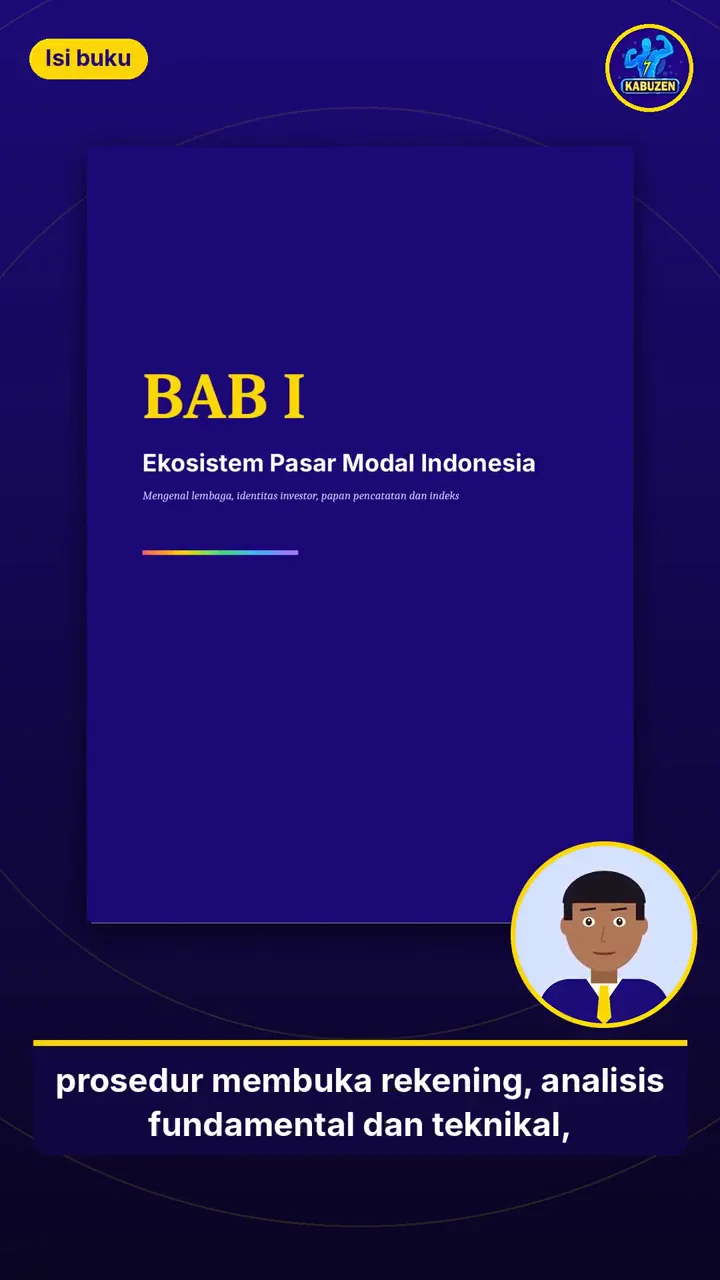 Isi buku
KABUZEN
BAB I
Ekosistem Pasar Modal Indonesia
Mengenal lembaga, identitas investor, papan pencatatan dan indeks
prosedur membuka rekening, analisis
fundamental dan teknikal,